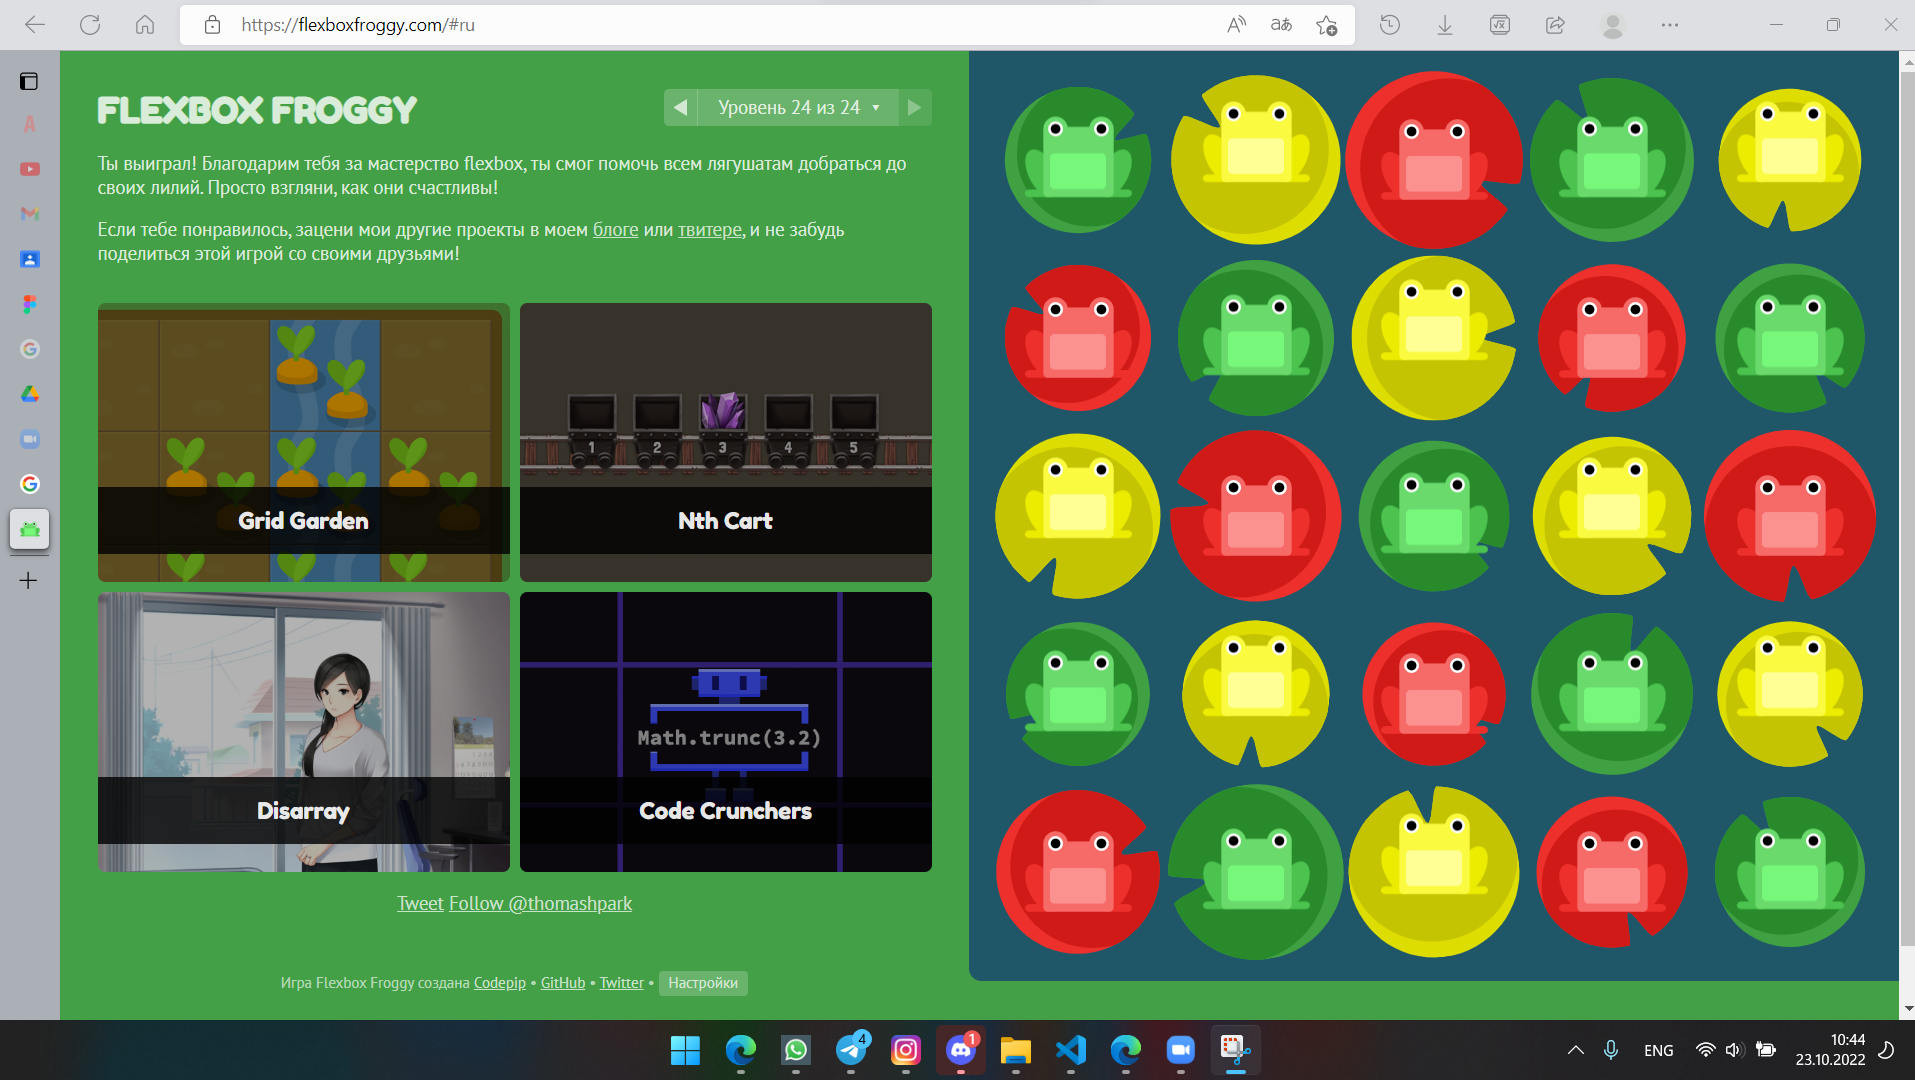 https://flexboxfroggy.com/#ru
FLEXBOX FROGGY
Уровень 24 из 24
Ты выиграл! Благодарим тебя за мастерство flexbox, ты смог помочь всем лягушатам добраться до
своих лилий. Просто взгляни, как они счастливы!
Если тебе понравилось, зацени мои другие проекты в моем блоге или твитере, и не забудь
поделиться этой игрой со своими друзьями!
1 2 3 4 5
Grid Garden
Nth Cart
Math.trunc(3.2)
Disarray
Code Crunchers
Tweet Follow @thomashpark
Игра Flexbox Froggy создана Codepip • GitHub • Twitter • Настройки
4
1
ENG
10:44
23.10.2022